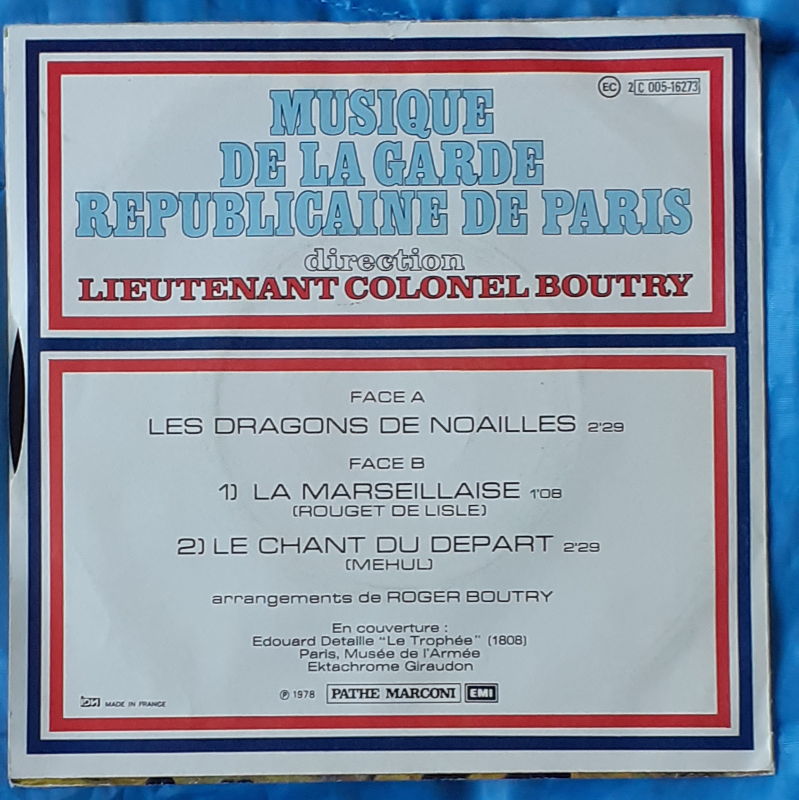 EC 2 C 005-16273
MUSIQUE
DE LA GARDE
REPUBLICAINE DE PARIS
direction
LIEUTENANT COLONEL BOUTRY
FACE A
LES DRAGONS DE NOAILLES 2'29
FACE B
1) LA MARSEILLAISE 1'08
(ROUGET DE LISLE)
2) LE CHANT DU DEPART 2'29
(MEHUL)
arrangements de ROGER BOUTRY
En couverture :
Edouard Detaille "Le Trophée" (1808)
Paris, Musée de l'Armée
Ektachrome Giraudon
℗ 1978 PATHE MARCONI EMI
MADE IN FRANCE